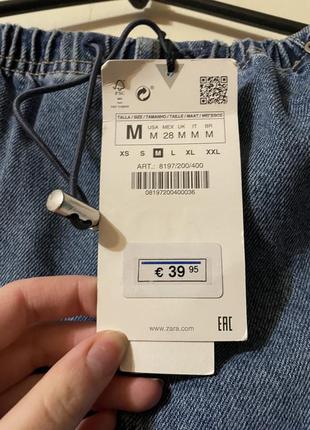 FSC
TALLA / SIZE / TAMANHO / TAILLE / MAAT /
M USA MEX UK IT BR
M 28 M M M
XS S M L XL XXL
ART.: 8197/200/400
08197200400036
€ 39 95
www.zara.com
EAC